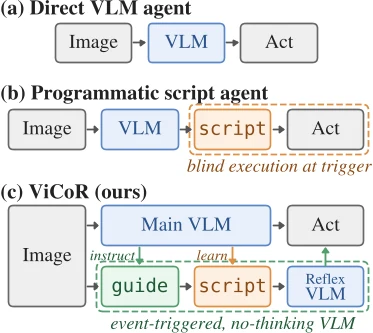 (a) Direct VLM agent
Image VLM Act
(b) Programmatic script agent
Image VLM script Act
blind execution at trigger
(c) ViCoR (ours)
Image
Main VLM Act
instruct learn
guide script Reflex VLM
event-triggered, no-thinking VLM